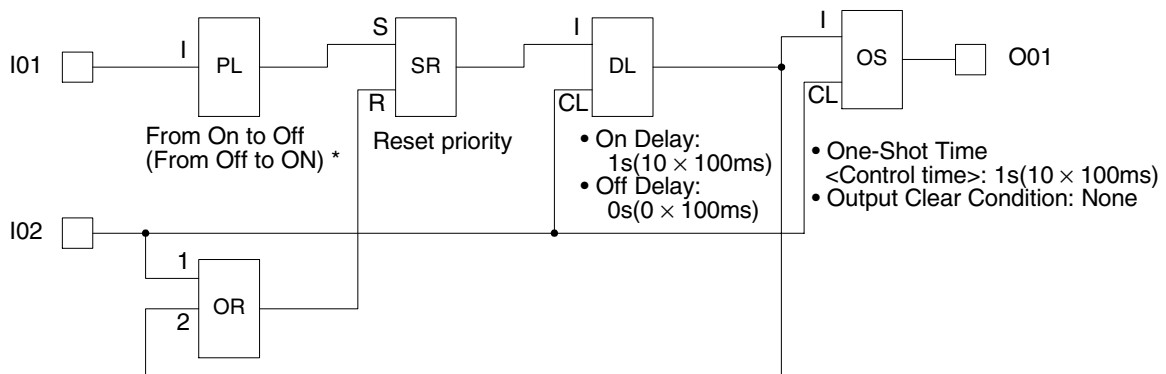 I01
I
PL
From On to Off
(From Off to ON) *
S
R
SR
Reset priority
I
CL
DL
• On Delay:
1s(10 × 100ms)
• Off Delay:
0s(0 × 100ms)
I
CL
OS
O01
• One-Shot Time
<Control time>: 1s(10 × 100ms)
• Output Clear Condition: None
I02
1
2
OR